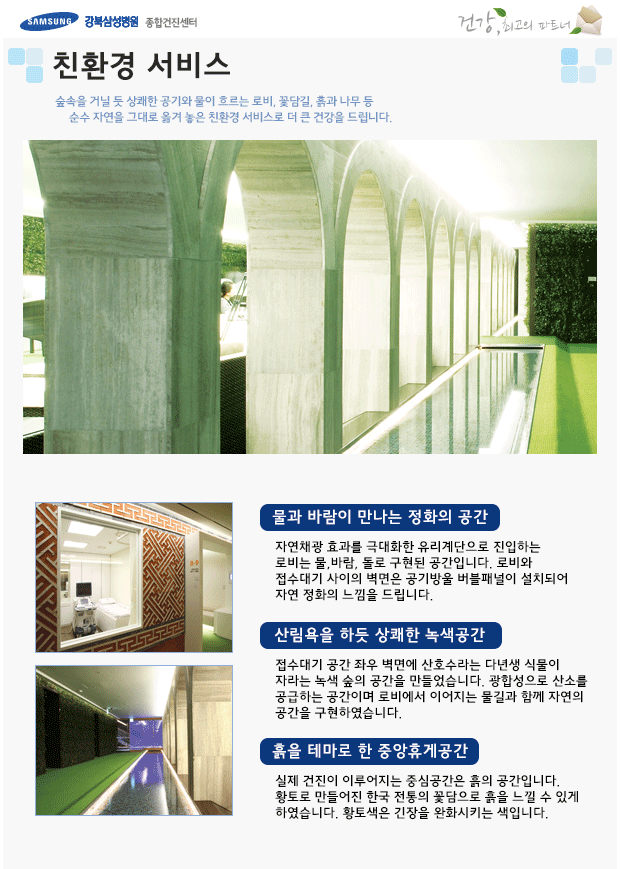 SAMSUNG 강북삼성병원 종합건진센터
건강, 최고의 파트너
친환경 서비스
숲속을 거닐 듯 상쾌한 공기와 물이 흐르는 로비, 꽃담길, 흙과 나무 등
순수 자연을 그대로 옮겨 놓은 친환경 서비스로 더 큰 건강을 드립니다.
물과 바람이 만나는 정화의 공간
자연채광 효과를 극대화한 유리계단으로 진입하는
로비는 물,바람, 돌로 구현된 공간입니다. 로비와
접수대기 사이의 벽면은 공기방울 버블패널이 설치되어
자연 정화의 느낌을 드립니다.
산림욕을 하듯 상쾌한 녹색공간
접수대기 공간 좌우 벽면에 산호수라는 다년생 식물이
자라는 녹색 숲의 공간을 만들었습니다. 광합성으로 산소를
공급하는 공간이며 로비에서 이어지는 물길과 함께 자연의
공간을 구현하였습니다.
흙을 테마로 한 중앙휴게공간
실제 건진이 이루어지는 중심공간은 흙의 공간입니다.
황토로 만들어진 한국 전통의 꽃담으로 흙을 느낄 수 있게
하였습니다. 황토색은 긴장을 완화시키는 색입니다.